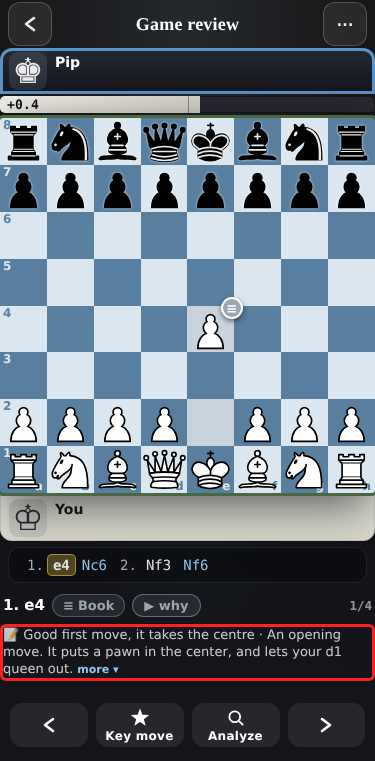 Game review
...
Pip
+0.4
8
7
6
5
4
3
2
1
d e f g
You
1. e4 Nc6 2. Nf3 Nf6
1. e4 Book why 1/4
Good first move, it takes the centre · An opening
move. It puts a pawn in the center, and lets your d1
queen out. more ▾
Key move Analyze